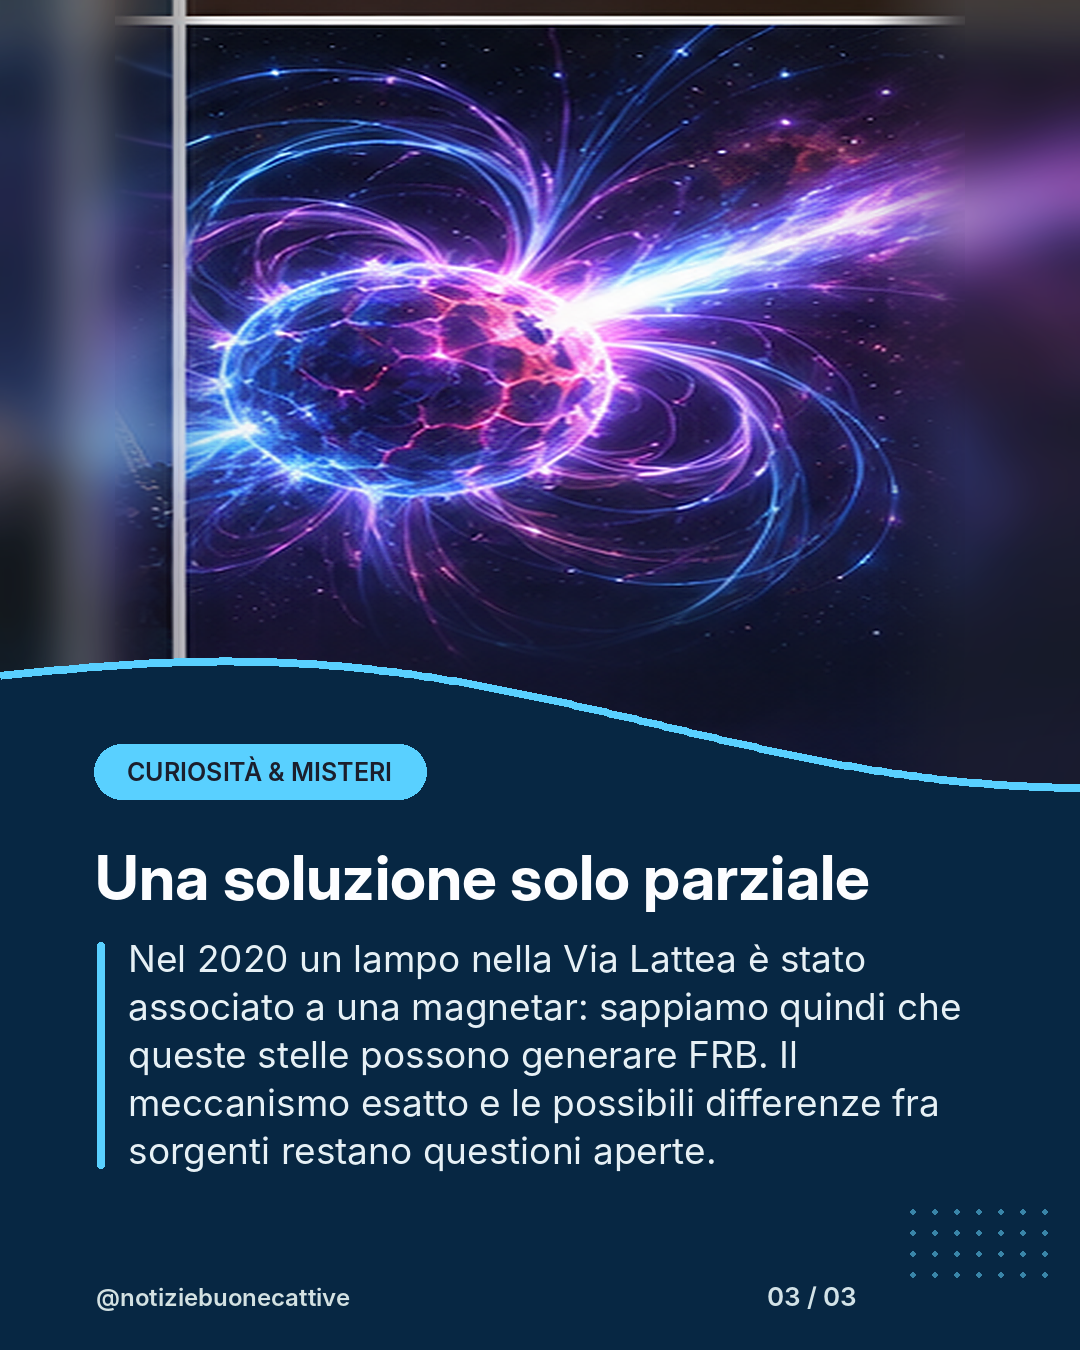 CURIOSITÀ & MISTERI
Una soluzione solo parziale
Nel 2020 un lampo nella Via Lattea è stato
associato a una magnetar: sappiamo quindi che
queste stelle possono generare FRB. Il
meccanismo esatto e le possibili differenze fra
sorgenti restano questioni aperte.
@notiziebuonecattive
03 / 03